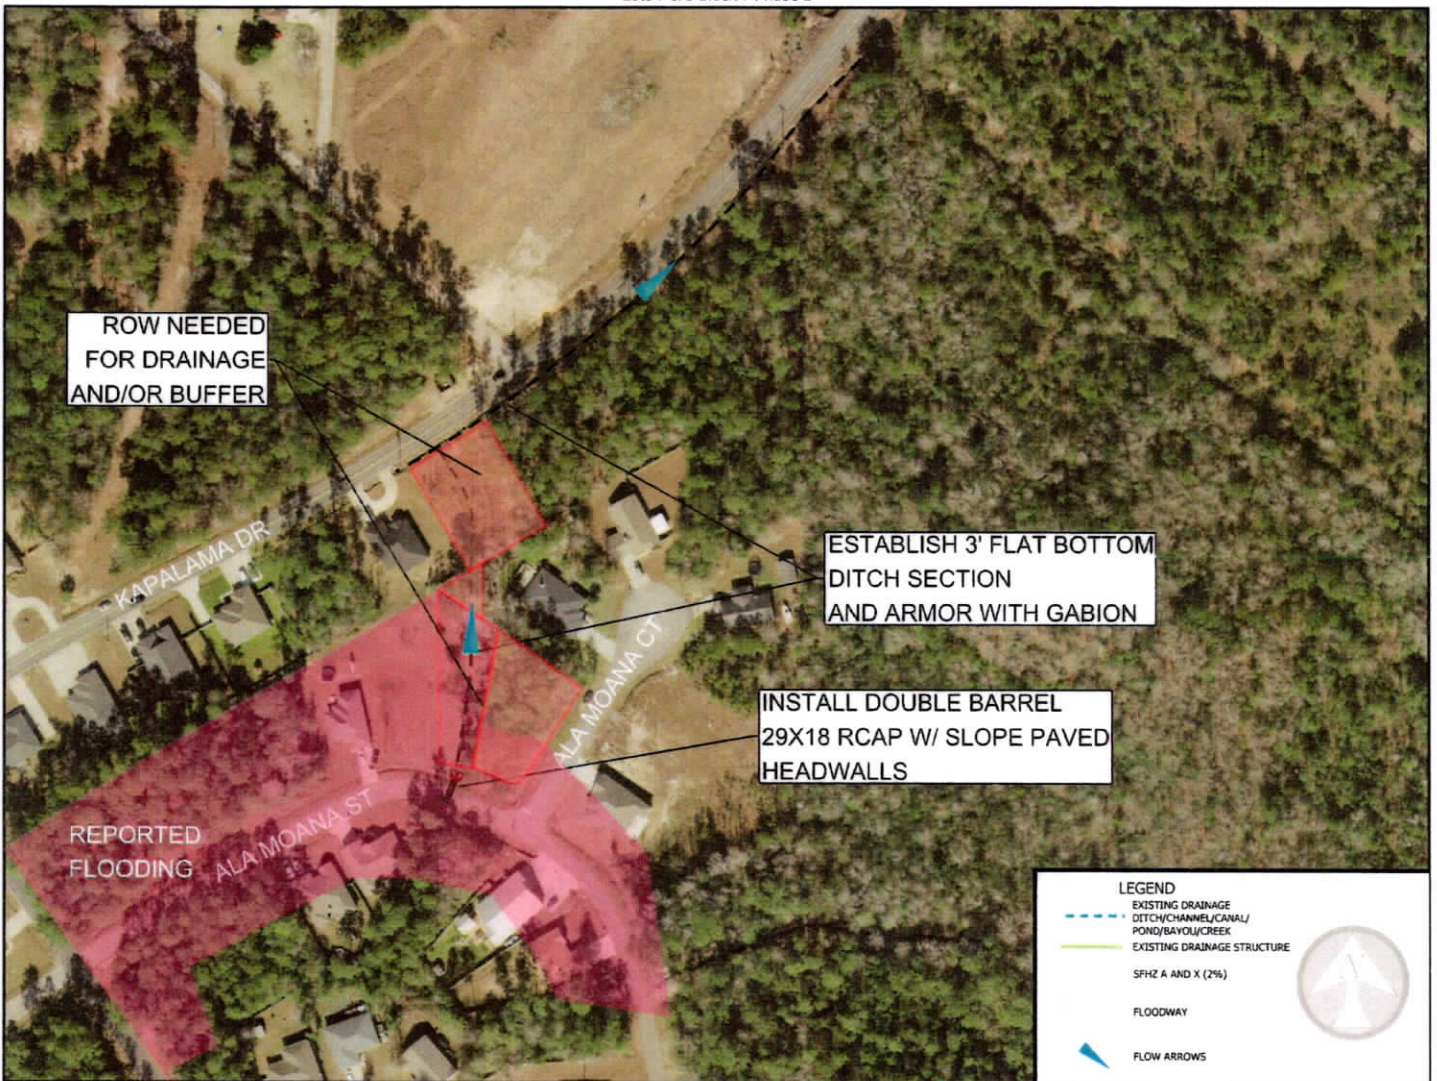 ROW NEEDED
FOR DRAINAGE
AND/OR BUFFER
KAPALAMA DR
ESTABLISH 3' FLAT BOTTOM
DITCH SECTION
AND ARMOR WITH GABION
ALA MOANA CT
INSTALL DOUBLE BARREL
29X18 RCAP W/ SLOPE PAVED
HEADWALLS
ALA MOANA ST
REPORTED
FLOODING
LEGEND
EXISTING DRAINAGE
DITCH/CHANNEL/CANAL/
POND/BAYOU/CREEK
EXISTING DRAINAGE STRUCTURE
SFHZ A AND X (2%)
FLOODWAY
FLOW ARROWS